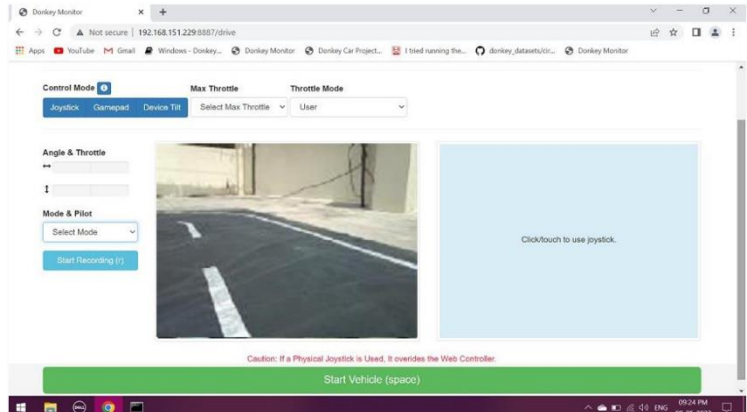 Donkey Monitor
Not secure | 192.168.151.229:8887/drive
Apps YouTube Gmail Windows - Donkey... Donkey Monitor Donkey Car Project... I tried running the... donkey_datasets/cir... Donkey Monitor
Control Mode Max Throttle Throttle Mode
Joystick Gamepad Device Tilt Select Max Throttle User
Angle & Throttle
Mode & Pilot
Select Mode
Click/touch to use joystick.
Start Recording (r)
Caution: If a Physical Joystick is Used, It overides the Web Controller.
Start Vehicle (space)
ENG 09:24 PM